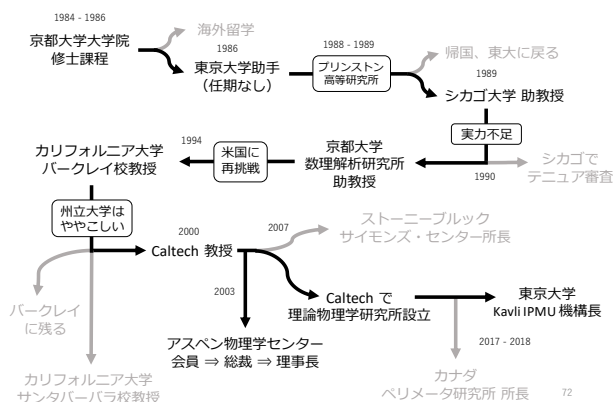 1984 - 1986
京都大学大学院
修士課程
海外留学
1986
東京大学助手
（任期なし）
1988 - 1989
プリンストン
高等研究所
帰国、東大に戻る
1989
シカゴ大学 助教授
実力不足
1990
シカゴで
テニュア審査
京都大学
数理解析研究所
助教授
米国に
再挑戦
1994
カリフォルニア大学
バークレイ校教授
州立大学は
ややこしい
バークレイ
に残る
カリフォルニア大学
サンタバーバラ校教授
2000
Caltech 教授
2007
ストーニーブルック
サイモンズ・センター所長
2003
アスペン物理学センター
会員 ⇒ 総裁 ⇒ 理事長
Caltech で
理論物理学研究所設立
東京大学
Kavli IPMU 機構長
2017 - 2018
カナダ
ペリメータ研究所 所長
72